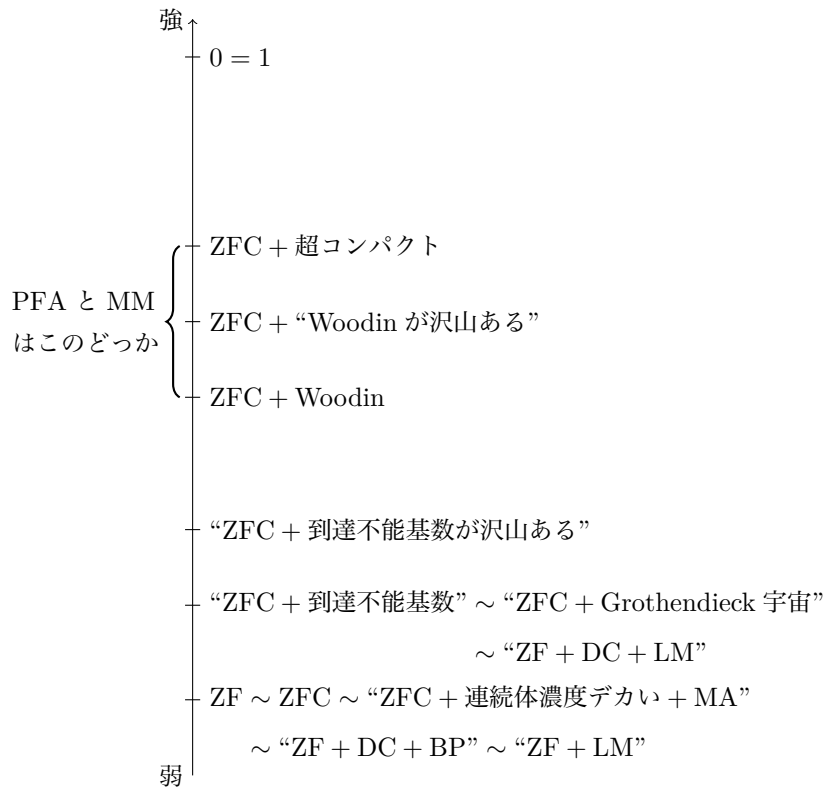 強
0 = 1
ZFC + 超コンパクト
PFA と MM
はこのどっか
ZFC + “Woodin が沢山ある”
ZFC + Woodin
“ZFC + 到達不能基数が沢山ある”
“ZFC + 到達不能基数” ∼ “ZFC + Grothendieck 宇宙”
∼ “ZF + DC + LM”
ZF ∼ ZFC ∼ “ZFC + 連続体濃度デカい + MA”
∼ “ZF + DC + BP” ∼ “ZF + LM”
弱